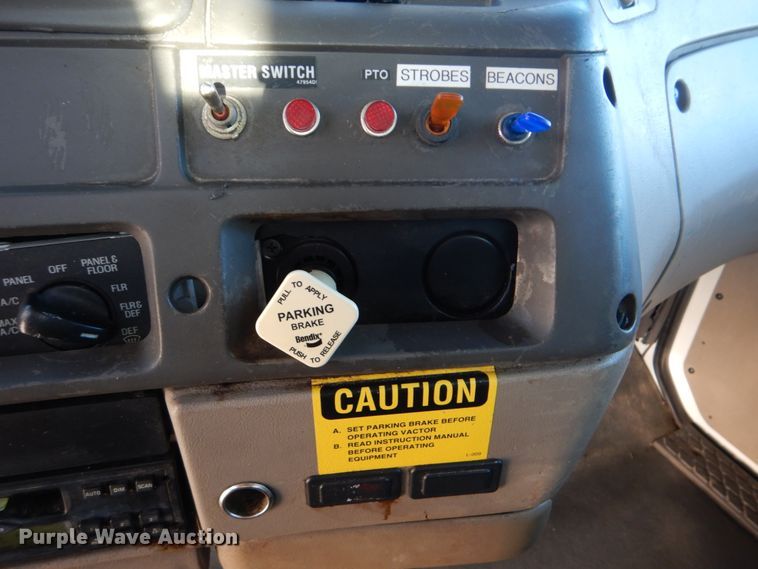 MASTER SWITCH
PTO
STROBES
BEACONS
PANEL
OFF
PANEL &
FLOOR
A/C
FLR
MAX
A/C
FLR&
DEF
DEF
PULL TO APPLY
PARKING
BRAKE
Bendix
PUSH TO RELEASE
CAUTION
A. SET PARKING BRAKE BEFORE
OPERATING VACTOR
B. READ INSTRUCTION MANUAL
BEFORE OPERATING
EQUIPMENT
AUTO
DIM
SCAN
Purple Wave Auction